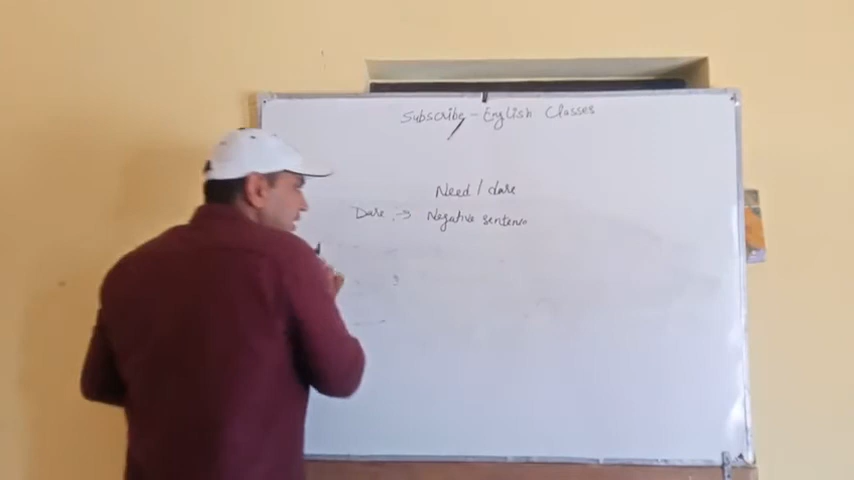 Subscribe - English Classes
Need / dare
Dare → Negative sentence